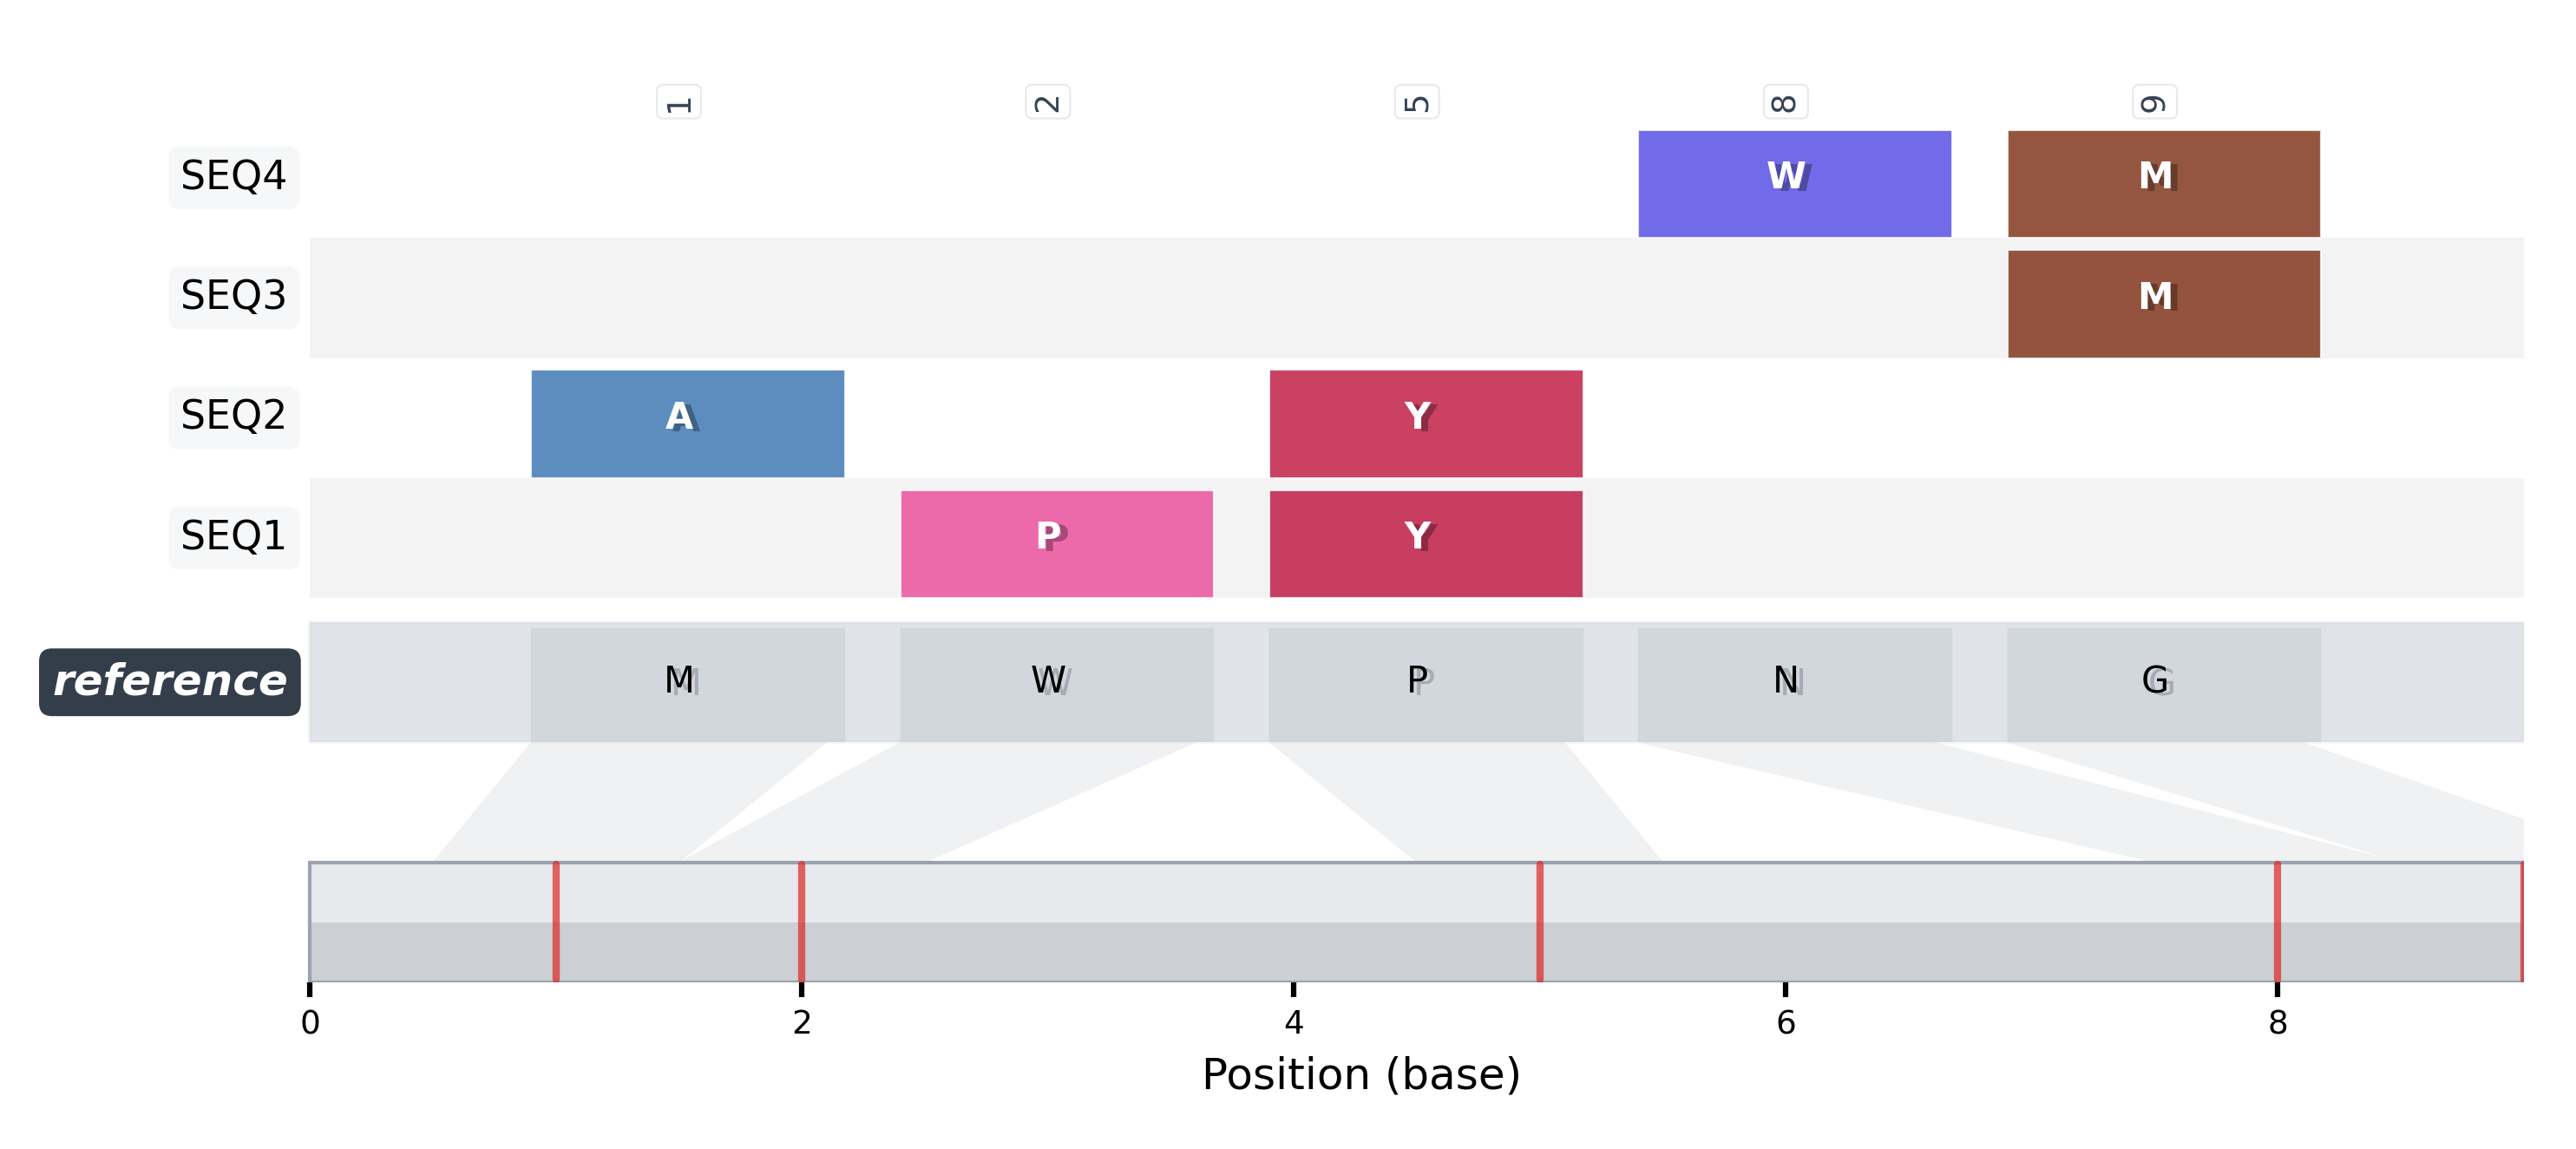 1 2 5 8 9
SEQ4 W M
SEQ3 M
SEQ2 A Y
SEQ1 P Y
reference M W P N G
0 2 4 6 8
Position (base)